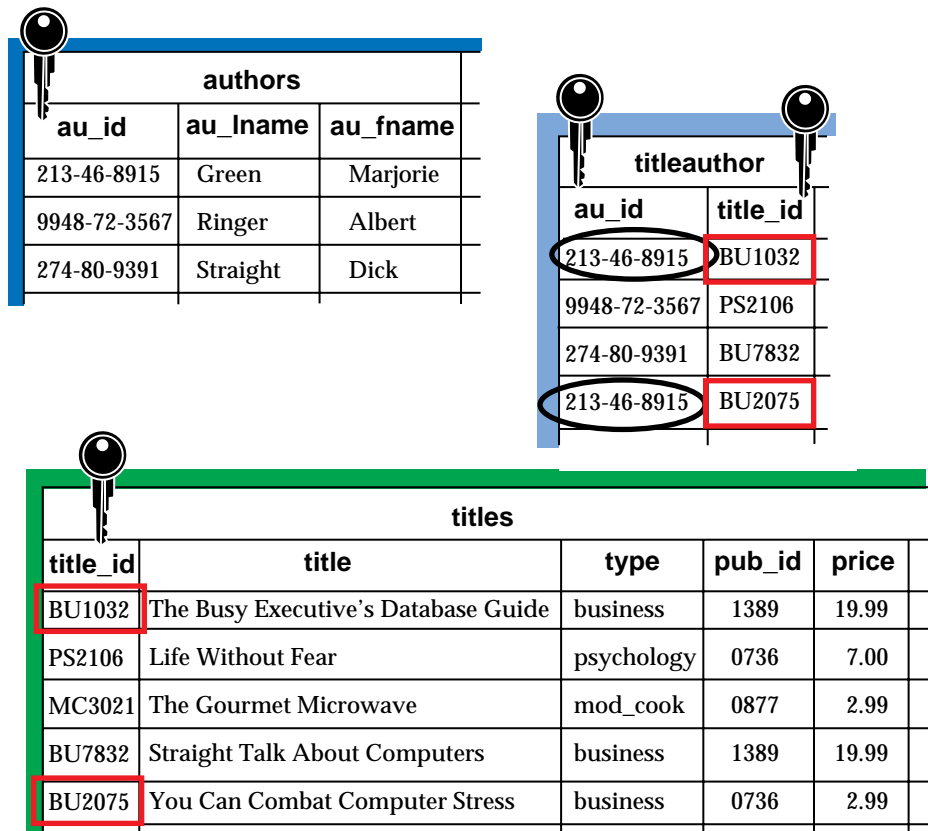 authors
au_id au_lname au_fname
213-46-8915 Green Marjorie
9948-72-3567 Ringer Albert
274-80-9391 Straight Dick
titleauthor
au_id title_id
213-46-8915 BU1032
9948-72-3567 PS2106
274-80-9391 BU7832
213-46-8915 BU2075
titles
title_id title type pub_id price
BU1032 The Busy Executive’s Database Guide business 1389 19.99
PS2106 Life Without Fear psychology 0736 7.00
MC3021 The Gourmet Microwave mod_cook 0877 2.99
BU7832 Straight Talk About Computers business 1389 19.99
BU2075 You Can Combat Computer Stress business 0736 2.99